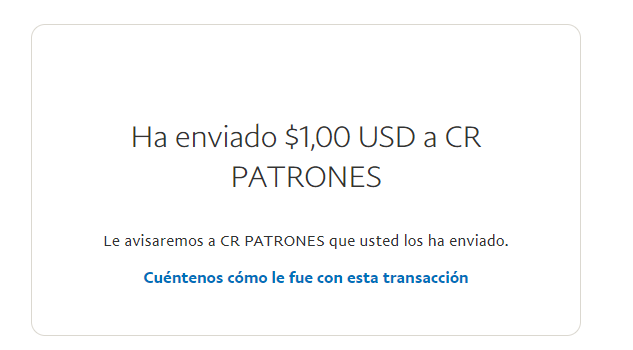 Ha enviado $1,00 USD a CR
PATRONES
Le avisaremos a CR PATRONES que usted los ha enviado.
Cuéntenos cómo le fue con esta transacción